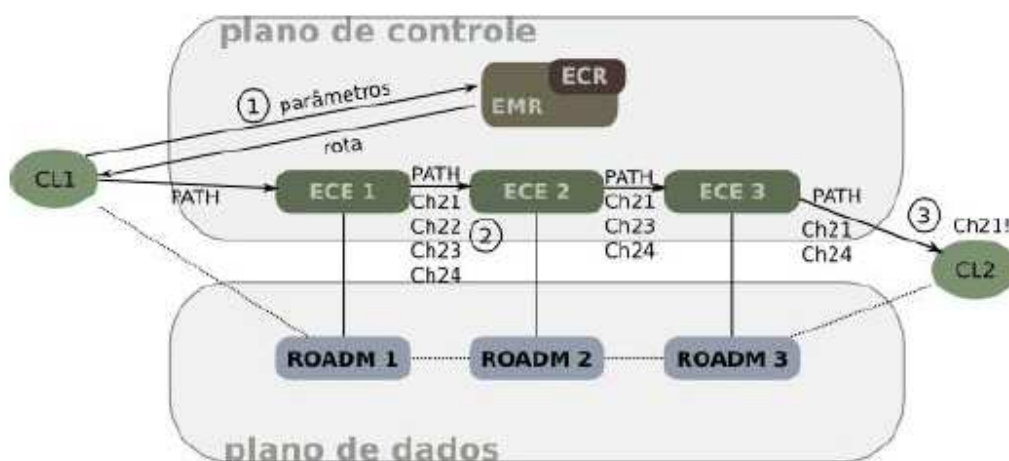 plano de controle
ECR
EMR
1 parâmetros
rota
CL1
PATH
ECE 1
PATH
Ch21
Ch22
Ch23
Ch24
2
ECE 2
PATH
Ch21
Ch23
Ch24
ECE 3
PATH
Ch21
Ch24
3
Ch21!
CL2
ROADM 1
ROADM 2
ROADM 3
plano de dados